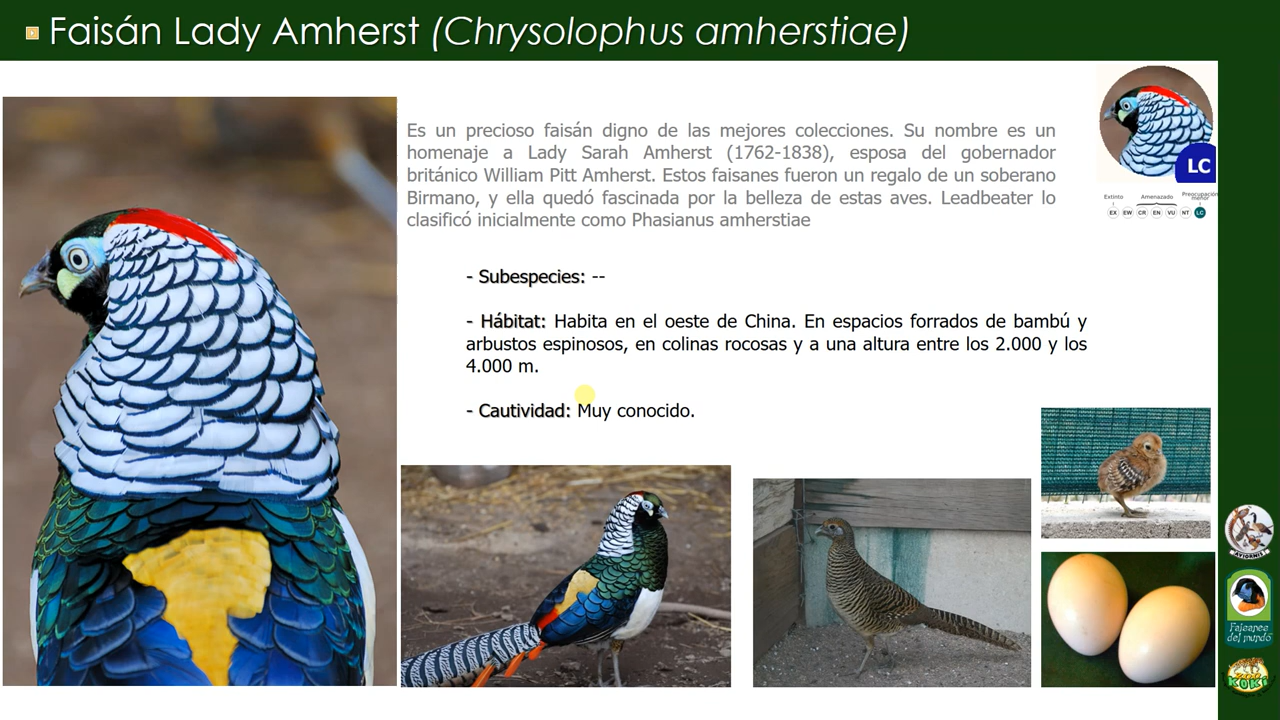 Faisán Lady Amherst (Chrysolophus amherstiae)
Es un precioso faisán digno de las mejores colecciones. Su nombre es un
homenaje a Lady Sarah Amherst (1762-1838), esposa del gobernador
británico William Pitt Amherst. Estos faisanes fueron un regalo de un soberano
Birmano, y ella quedó fascinada por la belleza de estas aves. Leadbeater lo
clasificó inicialmente como Phasianus amherstiae
LC
Extinto Amenazado Preocupación menor
EX EW CR EN VU NT LC
- Subespecies: --
- Hábitat: Habita en el oeste de China. En espacios forrados de bambú y
arbustos espinosos, en colinas rocosas y a una altura entre los 2.000 y los
4.000 m.
- Cautividad: Muy conocido.
AVIORNIS
Faisanes
del mundo
ZOO
KOKI